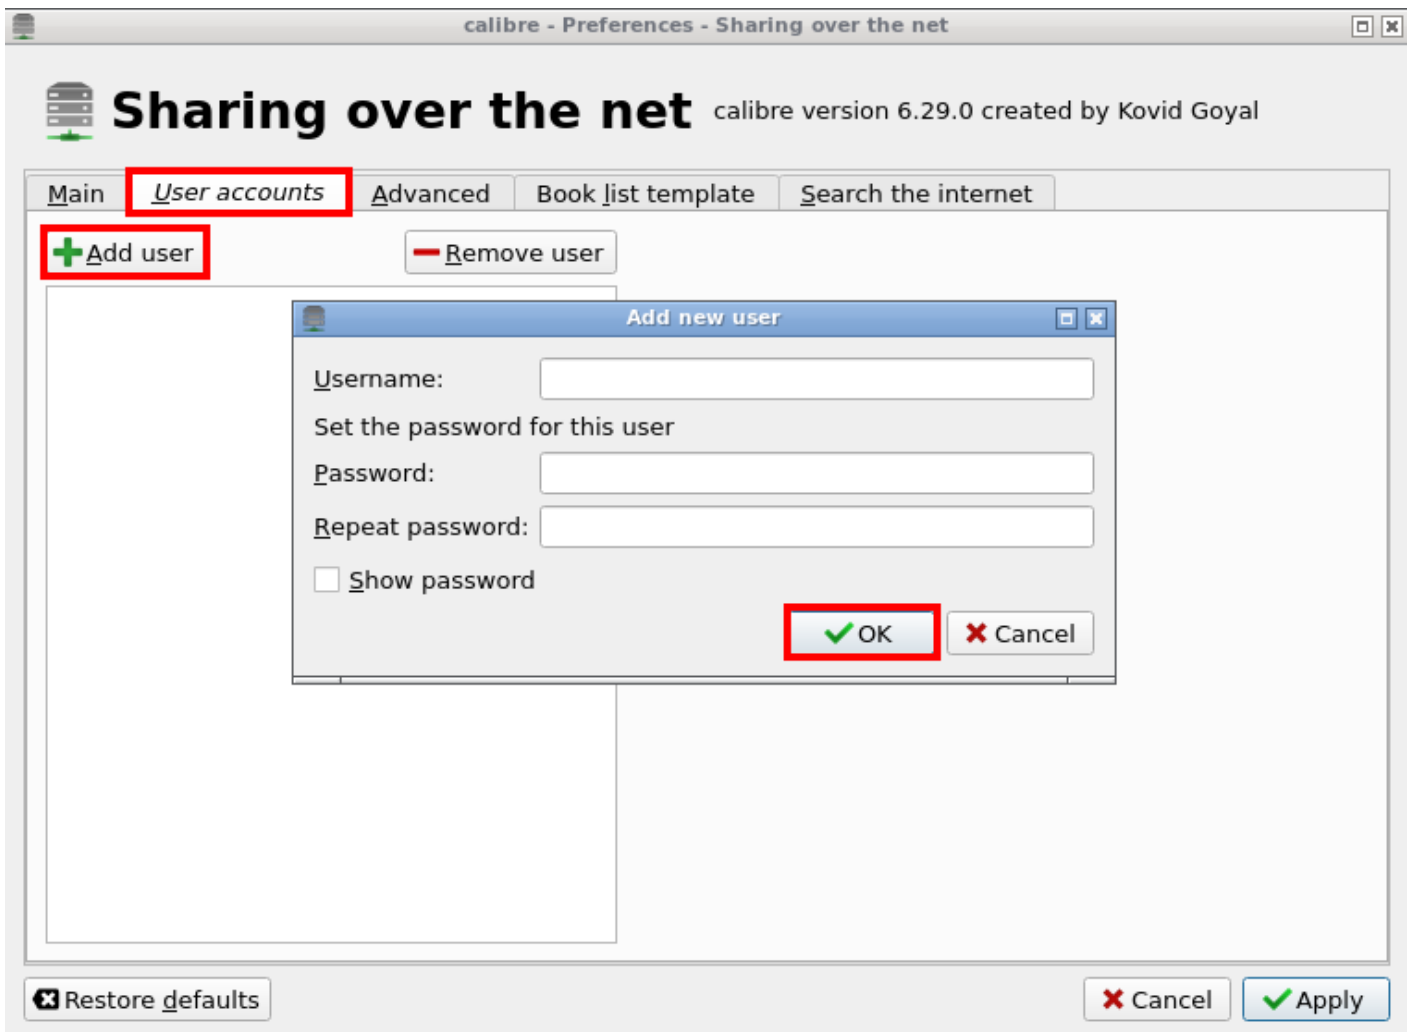 calibre - Preferences - Sharing over the net
Sharing over the net calibre version 6.29.0 created by Kovid Goyal
Main User accounts Advanced Book list template Search the internet
Add user Remove user
Add new user
Username:
Set the password for this user
Password:
Repeat password:
Show password
OK Cancel
Restore defaults Cancel Apply